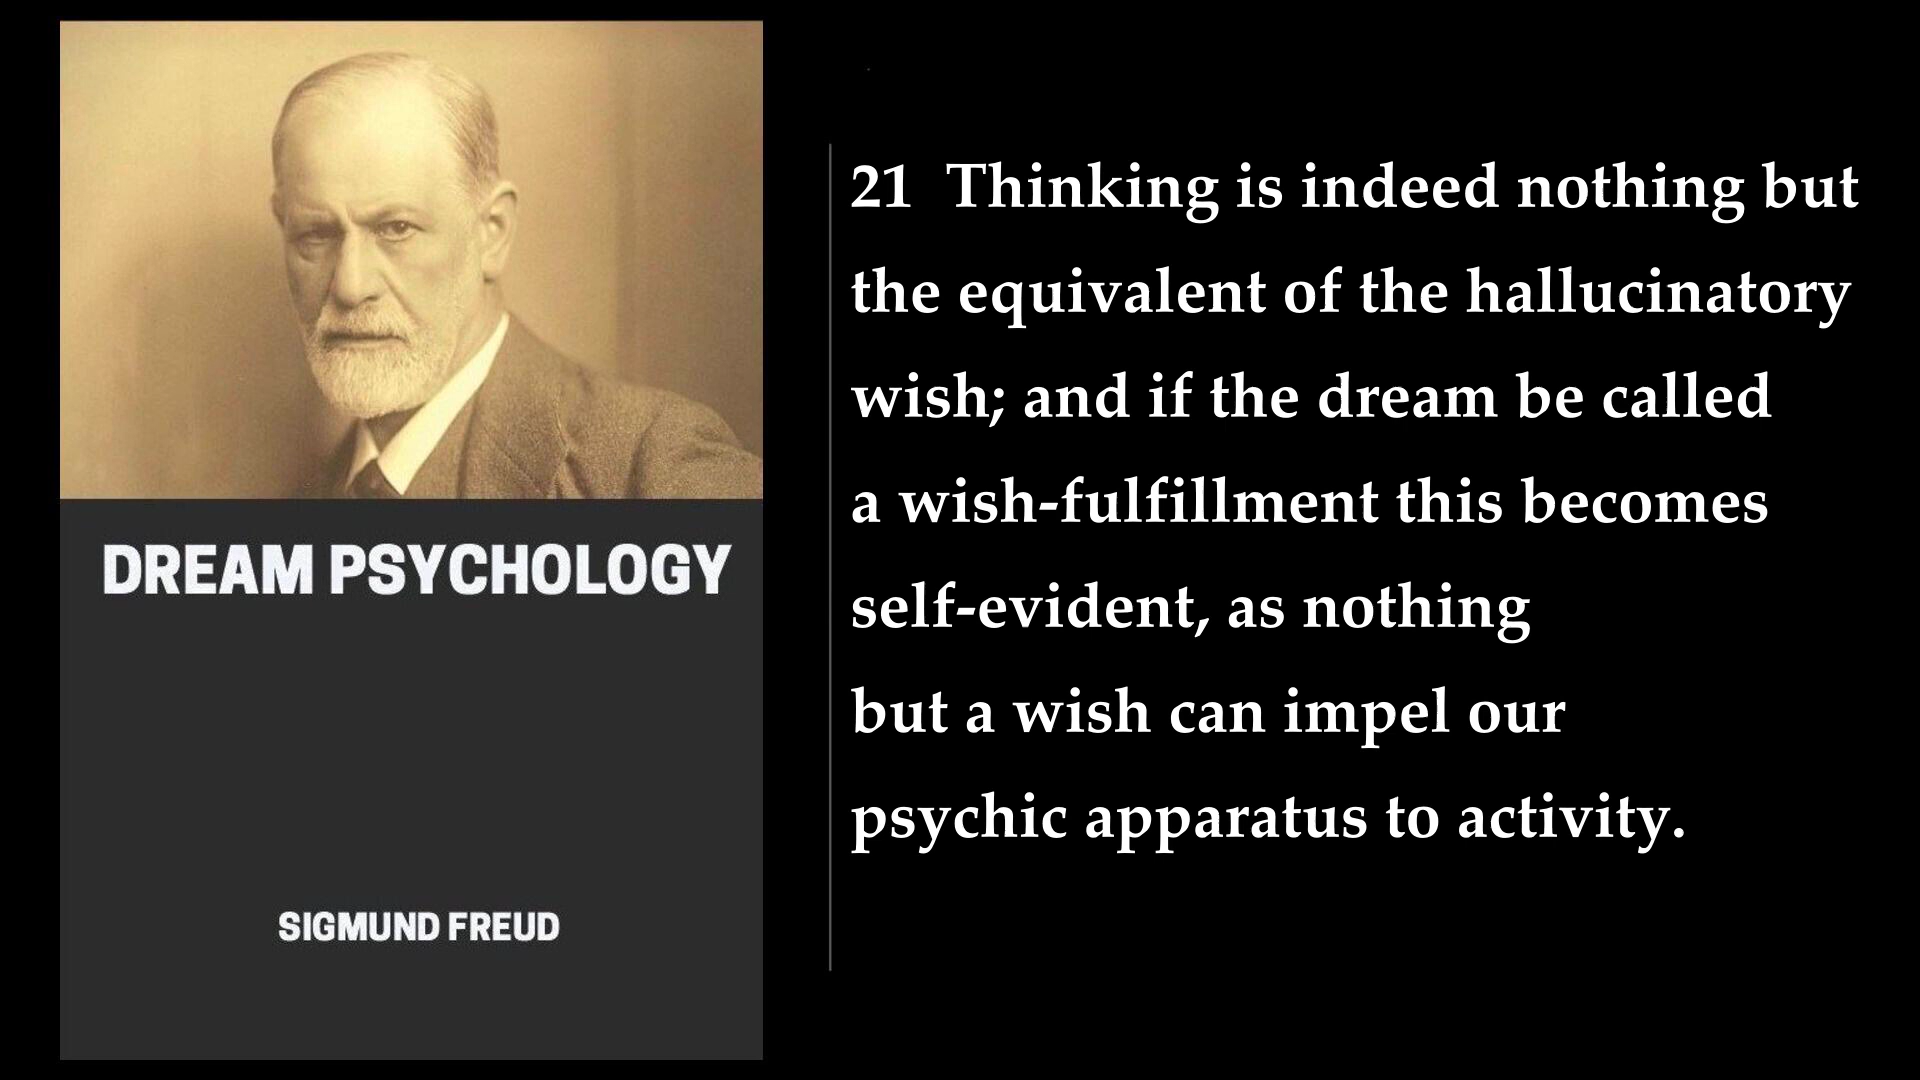 DREAM PSYCHOLOGY
SIGMUND FREUD
21 Thinking is indeed nothing but
the equivalent of the hallucinatory
wish; and if the dream be called
a wish-fulfillment this becomes
self-evident, as nothing
but a wish can impel our
psychic apparatus to activity.